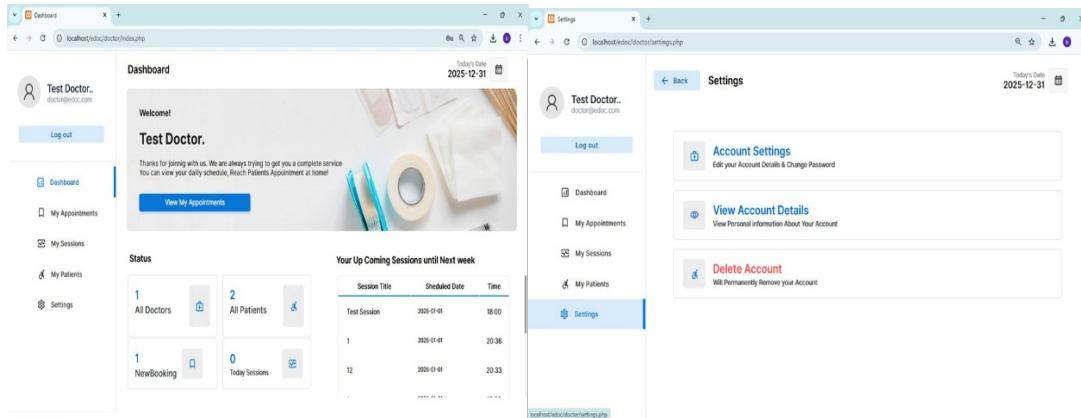 Dashboard
localhost/edoc/doctor/index.php
Test Doctor..
doctor@edoc.com
Log out
Dashboard
My Appointments
My Sessions
My Patients
Settings
Dashboard
Today's Date
2025-12-31
Welcome!
Test Doctor.
Thanks for joinnig with us. We are always trying to get you a complete service
You can view your daily schedule, Reach Patients Appointment at home!
View My Appointments
Status
1
All Doctors
2
All Patients
1
NewBooking
0
Today Sessions
Your Up Coming Sessions until Next week
Session Title Sheduled Date Time
Test Session 2026-01-01 18:00
1 2026-01-01 20:36
12 2026-01-01 20:33
Settings
localhost/edoc/doctor/settings.php
Test Doctor..
doctor@edoc.com
Log out
Dashboard
My Appointments
My Sessions
My Patients
Settings
Back
Settings
Today's Date
2025-12-31
Account Settings
Edit your Account Details & Change Password
View Account Details
View Personal information About Your Account
Delete Account
Will Permanently Remove your Account
localhost/edoc/doctor/settings.php